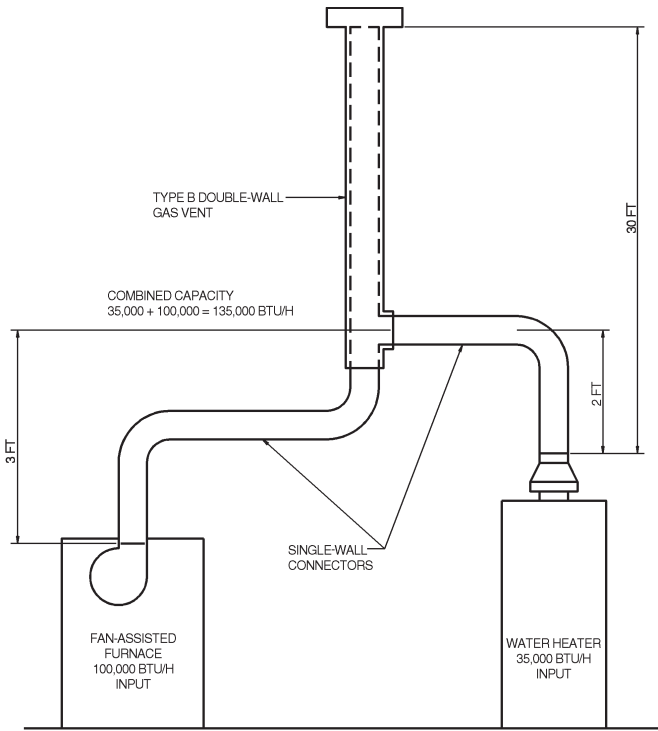 TYPE B DOUBLE-WALL
GAS VENT
30 FT
COMBINED CAPACITY
35,000 + 100,000 = 135,000 BTU/H
2 FT
3 FT
SINGLE-WALL
CONNECTORS
FAN-ASSISTED
FURNACE
100,000 BTU/H
INPUT
WATER HEATER
35,000 BTU/H
INPUT